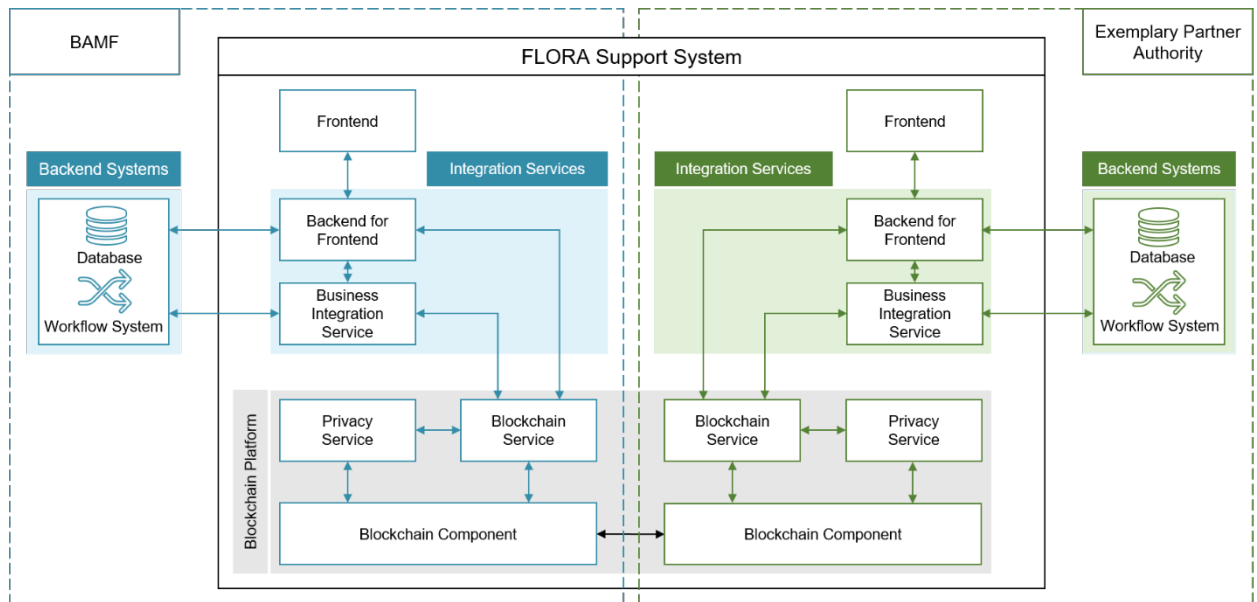 BAMF
Exemplary Partner
Authority
FLORA Support System
Frontend
Frontend
Backend Systems
Integration Services
Integration Services
Backend Systems
Database
Workflow System
Backend for
Frontend
Business
Integration
Service
Backend for
Frontend
Business
Integration
Service
Database
Workflow System
Blockchain Platform
Privacy
Service
Blockchain
Service
Blockchain
Service
Privacy
Service
Blockchain Component
Blockchain Component